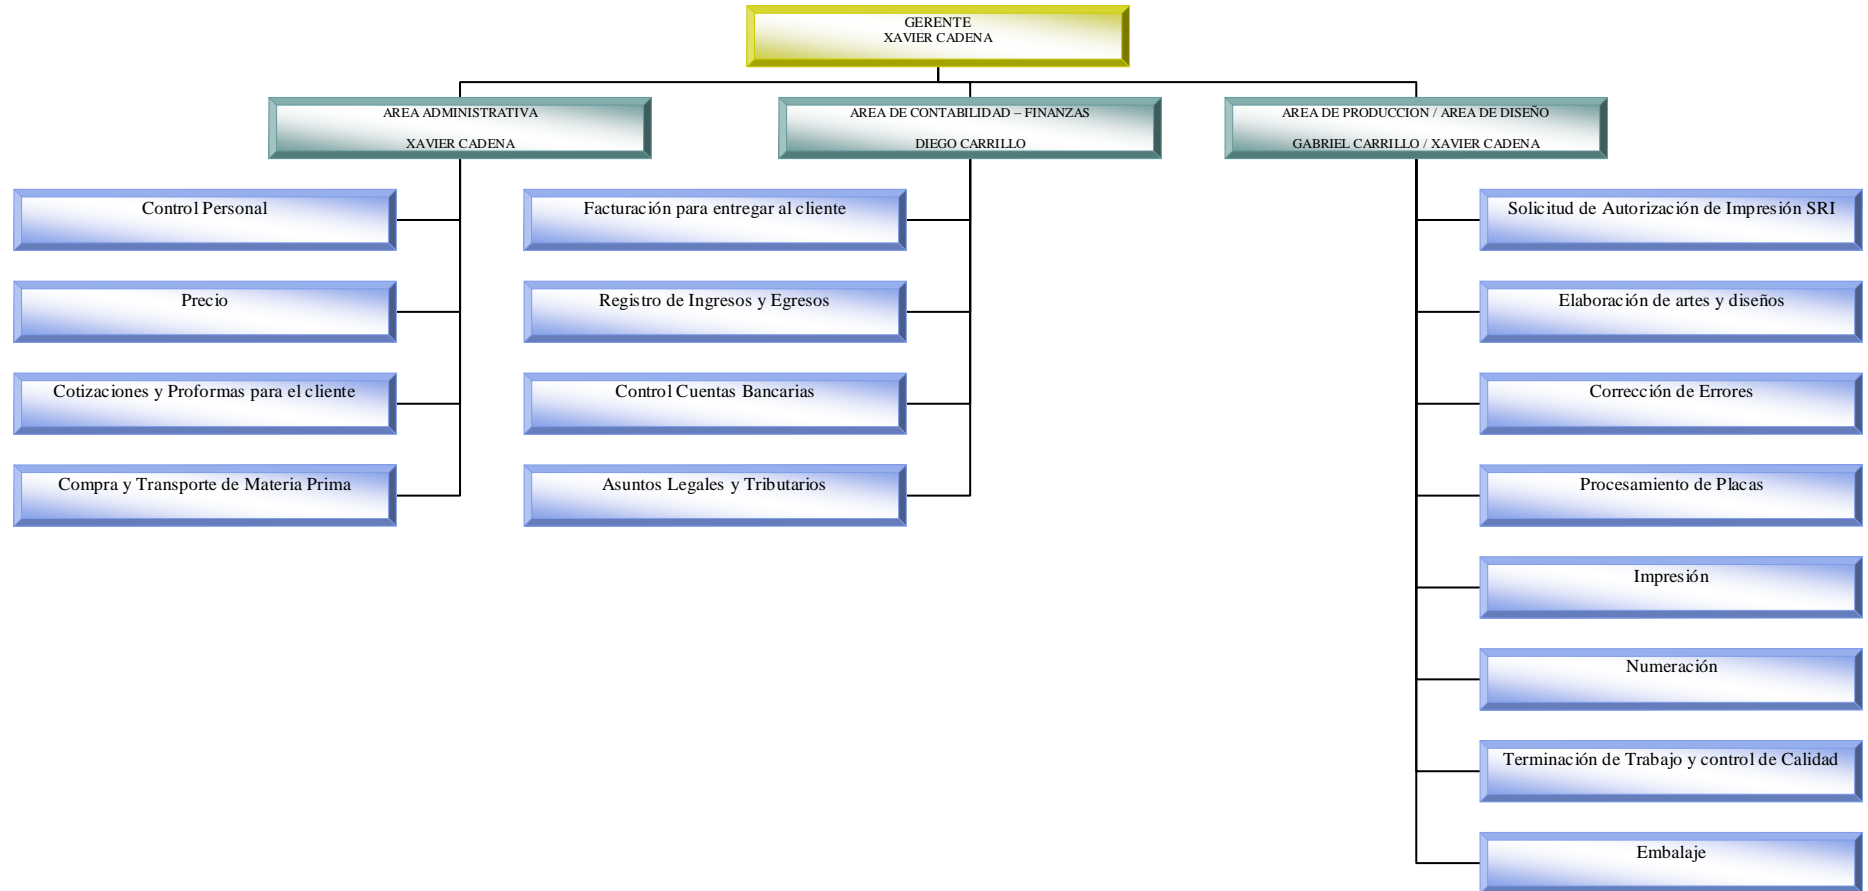 GERENTE
XAVIER CADENA
AREA ADMINISTRATIVA
XAVIER CADENA
AREA DE CONTABILIDAD – FINANZAS
DIEGO CARRILLO
AREA DE PRODUCCION / AREA DE DISEÑO
GABRIEL CARRILLO / XAVIER CADENA
Control Personal
Precio
Cotizaciones y Proformas para el cliente
Compra y Transporte de Materia Prima
Facturación para entregar al cliente
Registro de Ingresos y Egresos
Control Cuentas Bancarias
Asuntos Legales y Tributarios
Solicitud de Autorización de Impresión SRI
Elaboración de artes y diseños
Corrección de Errores
Procesamiento de Placas
Impresión
Numeración
Terminación de Trabajo y control de Calidad
Embalaje